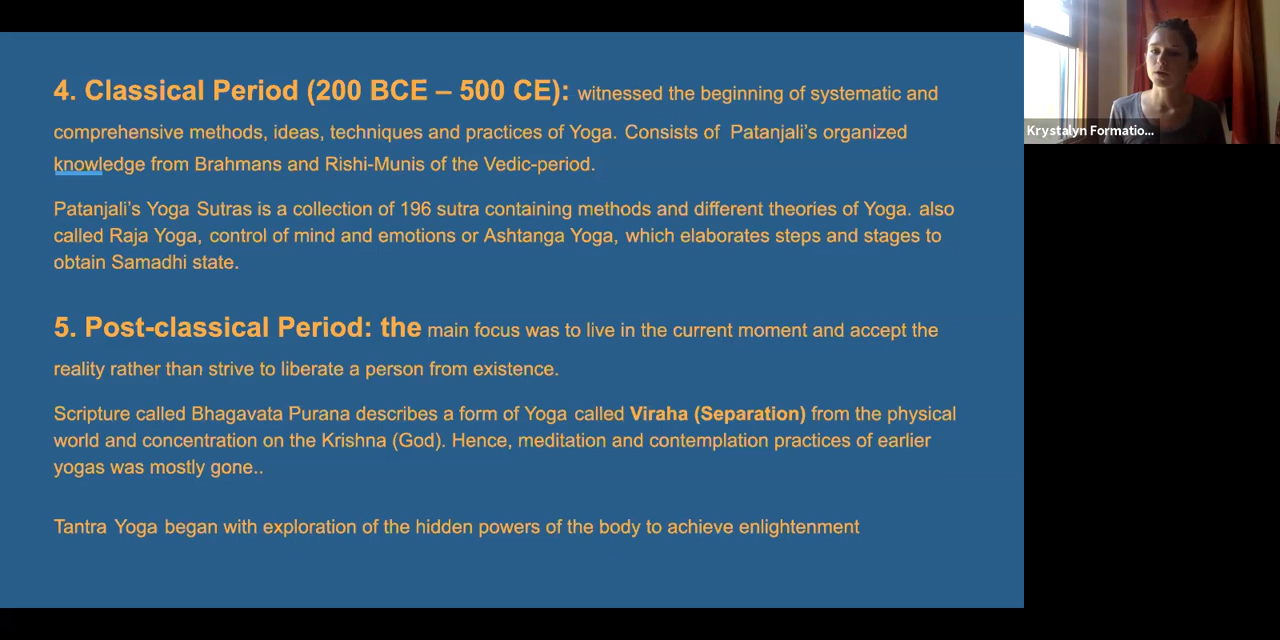 4. Classical Period (200 BCE – 500 CE): witnessed the beginning of systematic and
comprehensive methods, ideas, techniques and practices of Yoga. Consists of Patanjali’s organized
knowledge from Brahmans and Rishi-Munis of the Vedic-period.
Patanjali’s Yoga Sutras is a collection of 196 sutra containing methods and different theories of Yoga. also
called Raja Yoga, control of mind and emotions or Ashtanga Yoga, which elaborates steps and stages to
obtain Samadhi state.
5. Post-classical Period: the main focus was to live in the current moment and accept the
reality rather than strive to liberate a person from existence.
Scripture called Bhagavata Purana describes a form of Yoga called Viraha (Separation) from the physical
world and concentration on the Krishna (God). Hence, meditation and contemplation practices of earlier
yogas was mostly gone..
Tantra Yoga began with exploration of the hidden powers of the body to achieve enlightenment
Krystalyn Formatio...